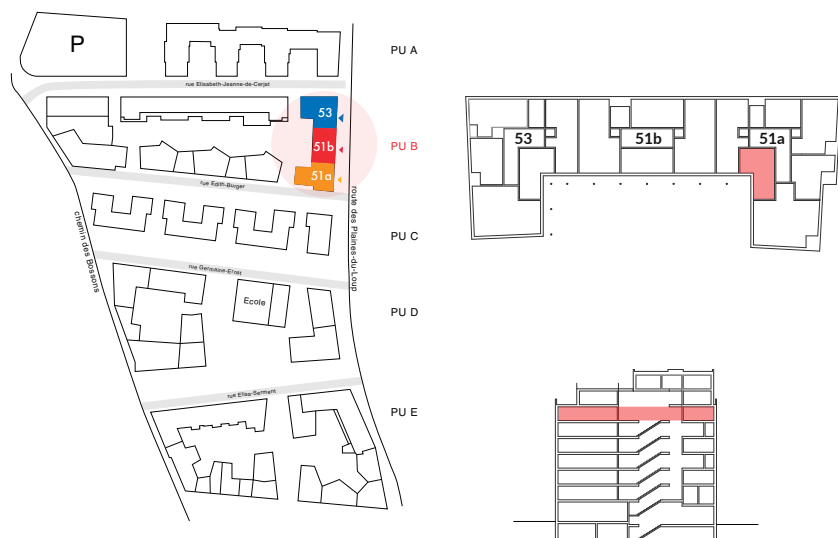 P
PU A
rue Elisabeth-Jeanne-de-Cerjat
53
51b
51a
PU B
rue Edith-Burger
route des Plaines-du-Loup
chemin des Bossons
PU C
rue Germaine-Ernst
Ecole
PU D
rue Elisa-Serment
PU E
53
51b
51a